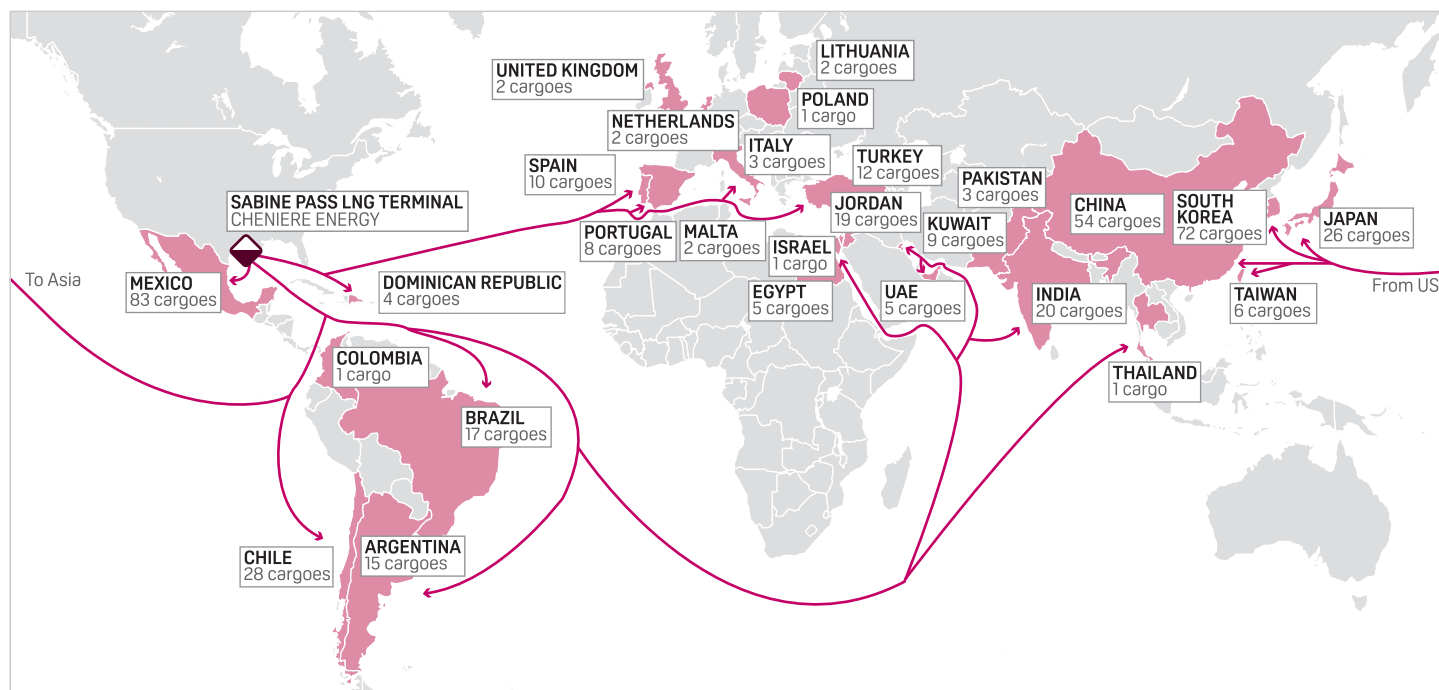 LITHUANIA
2 cargoes
UNITED KINGDOM
2 cargoes
POLAND
1 cargo
NETHERLANDS
2 cargoes
ITALY
3 cargoes
TURKEY
12 cargoes
SPAIN
10 cargoes
PAKISTAN
3 cargoes
SABINE PASS LNG TERMINAL
CHENIERE ENERGY
CHINA
54 cargoes
SOUTH
KOREA
72 cargoes
JAPAN
26 cargoes
JORDAN
19 cargoes
KUWAIT
9 cargoes
PORTUGAL
8 cargoes
MALTA
2 cargoes
ISRAEL
1 cargo
To Asia
MEXICO
83 cargoes
DOMINICAN REPUBLIC
4 cargoes
EGYPT
5 cargoes
UAE
5 cargoes
INDIA
20 cargoes
TAIWAN
6 cargoes
From US
COLOMBIA
1 cargo
THAILAND
1 cargo
BRAZIL
17 cargoes
CHILE
28 cargoes
ARGENTINA
15 cargoes